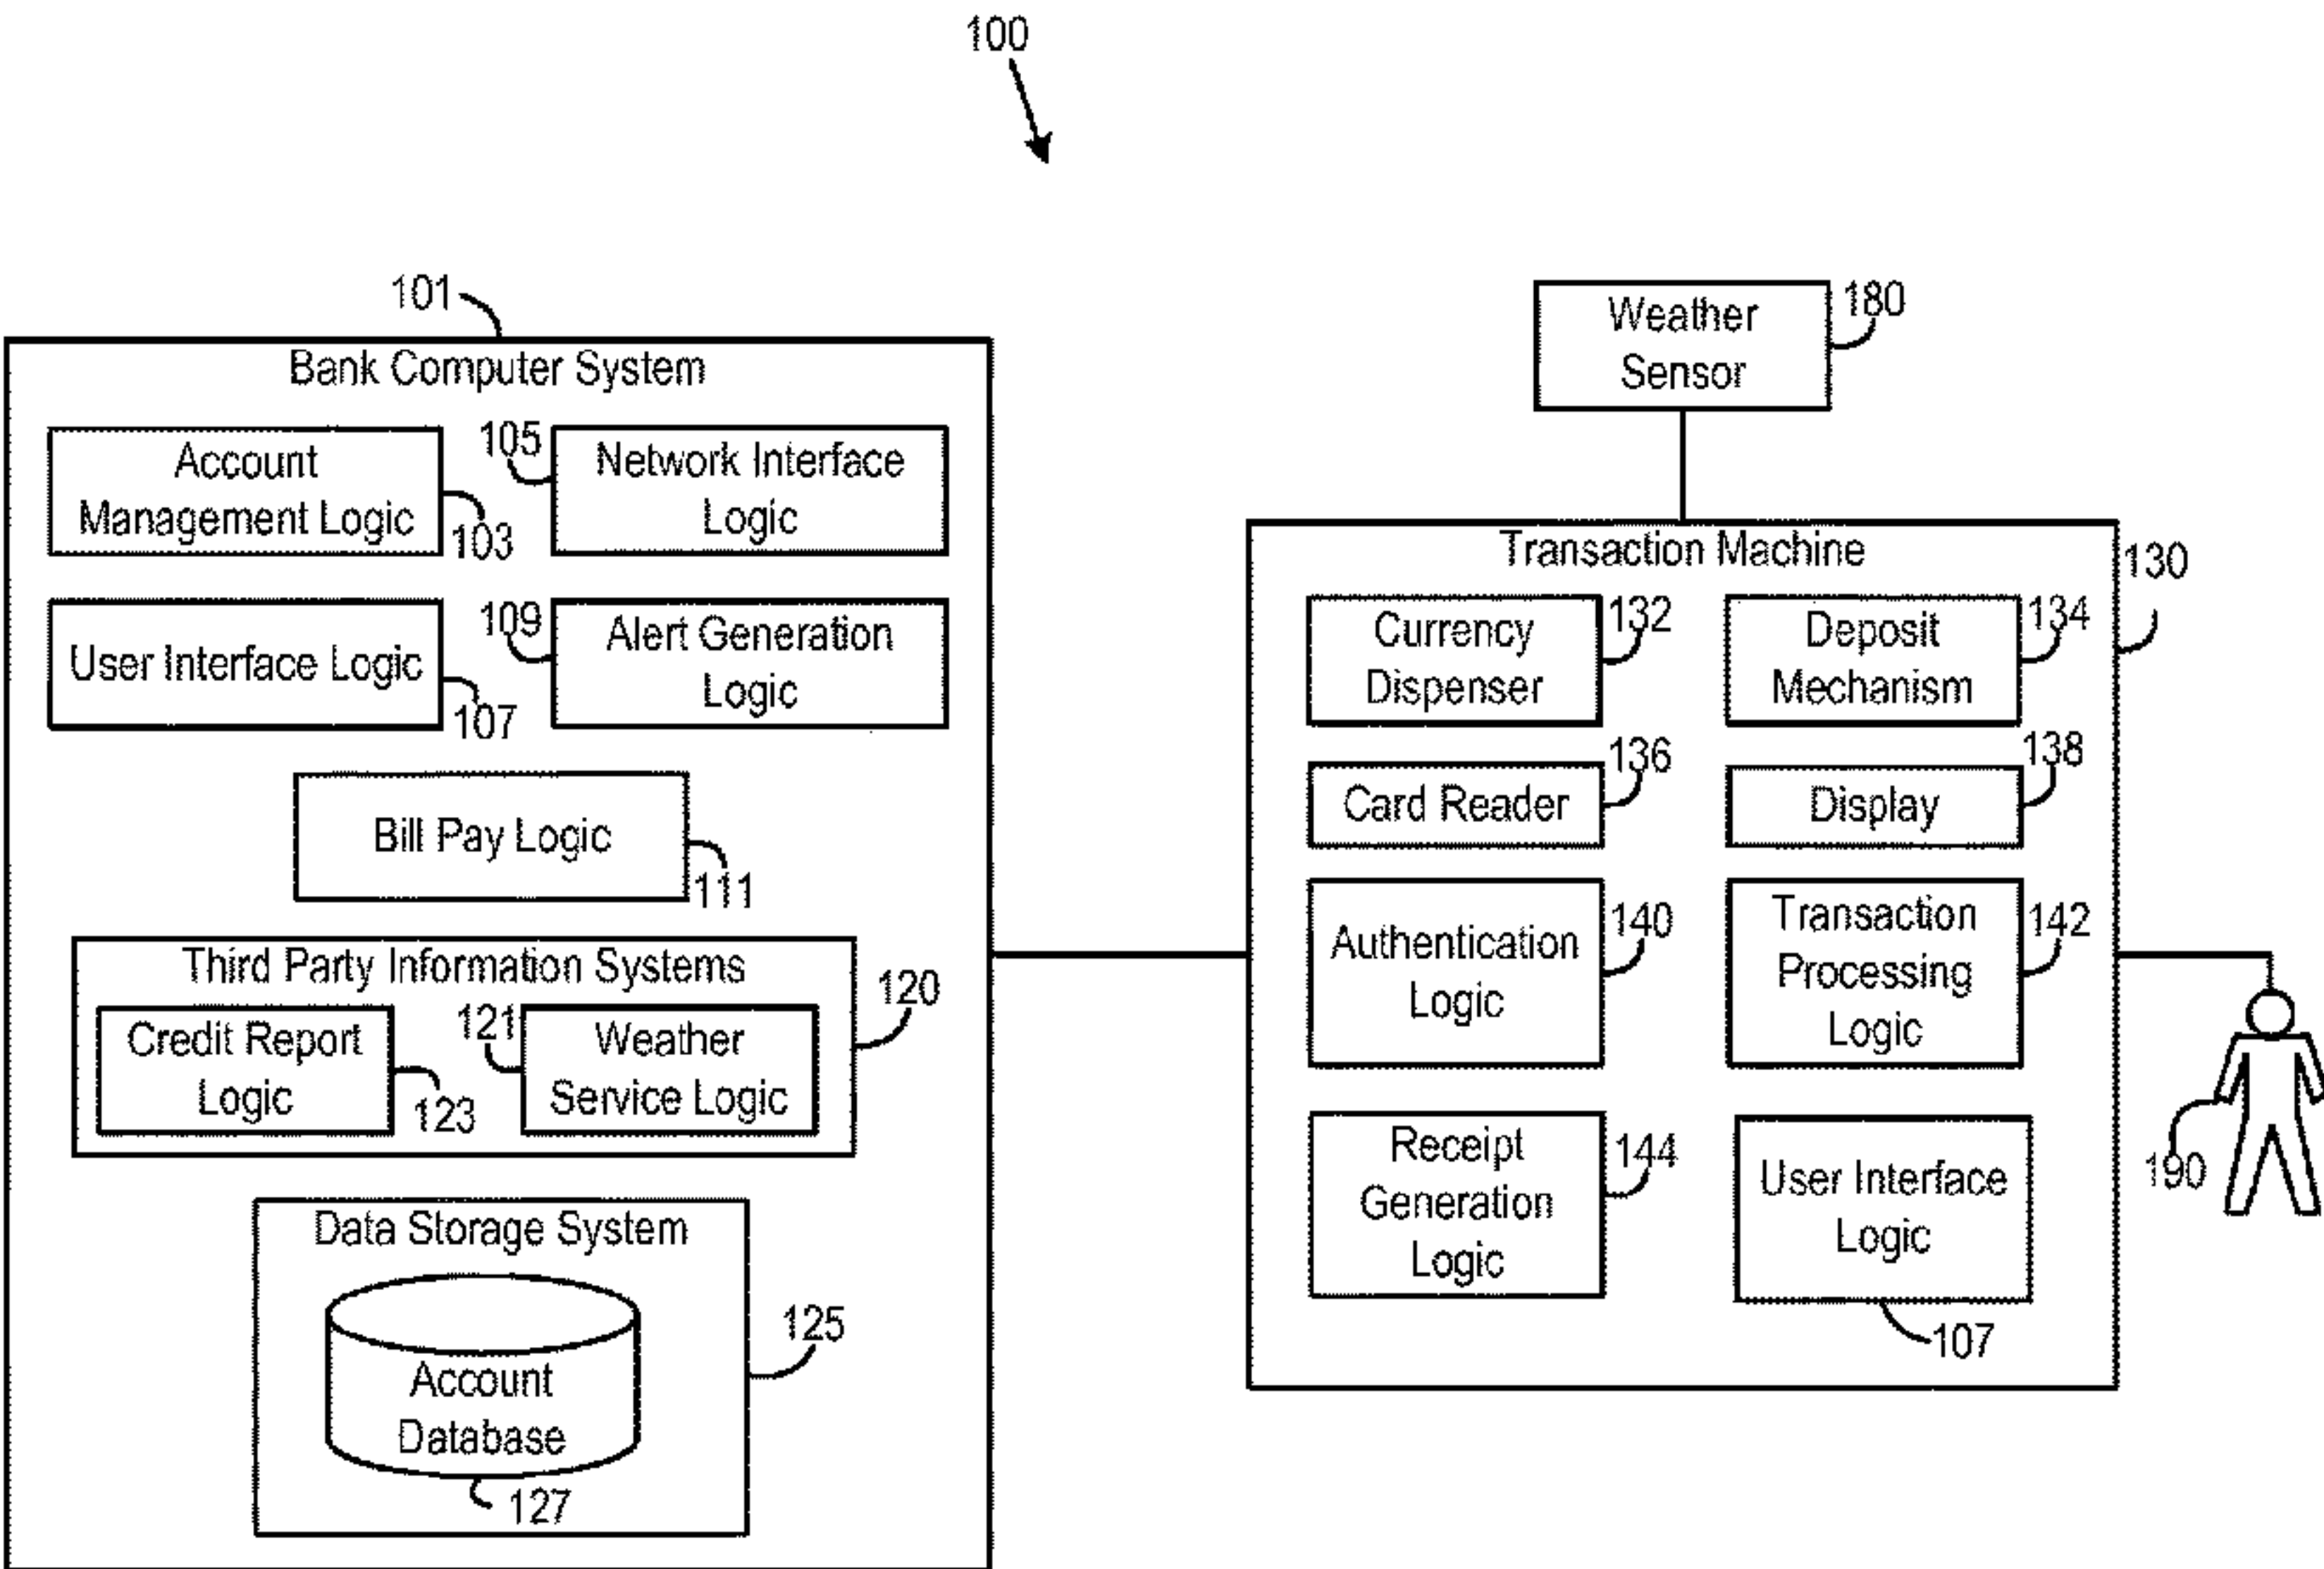 100
101
Bank Computer System
Account
Management Logic
103
105
Network Interface
Logic
User Interface Logic
107
109
Alert Generation
Logic
Bill Pay Logic
111
Third Party Information Systems
120
Credit Report
Logic
123
121
Weather
Service Logic
Data Storage System
125
Account
Database
127
Weather
Sensor
180
Transaction Machine
130
Currency
Dispenser
132
Deposit
Mechanism
134
Card Reader
136
Display
138
Authentication
Logic
140
Transaction
Processing
Logic
142
Receipt
Generation
Logic
144
User Interface
Logic
107
190